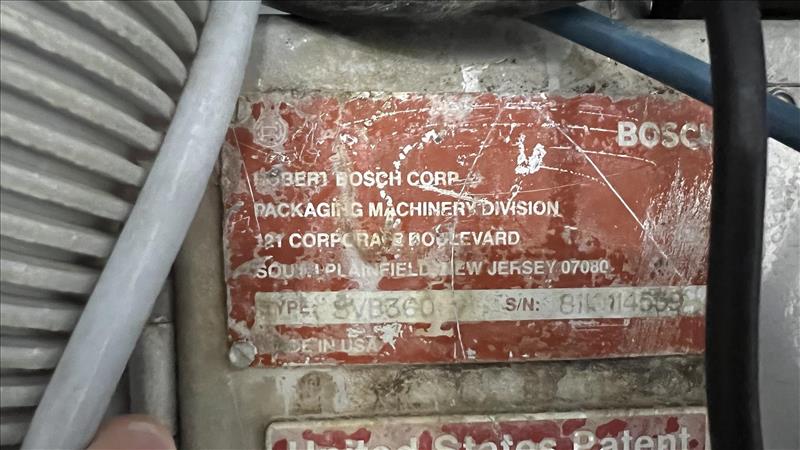 BOSCH
ROBERT BOSCH CORP
PACKAGING MACHINERY DIVISION
121 CORPORATE BOULEVARD
SOUTH PLAINFIELD, NEW JERSEY 07080
TYPE: SVB360 S/N:
MADE IN USA
United States Patent